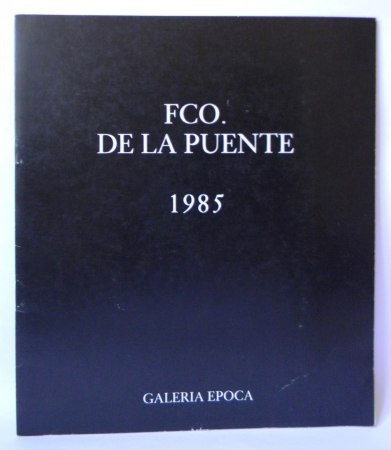 FCO.
DE LA PUENTE
1985
GALERIA EPOCA